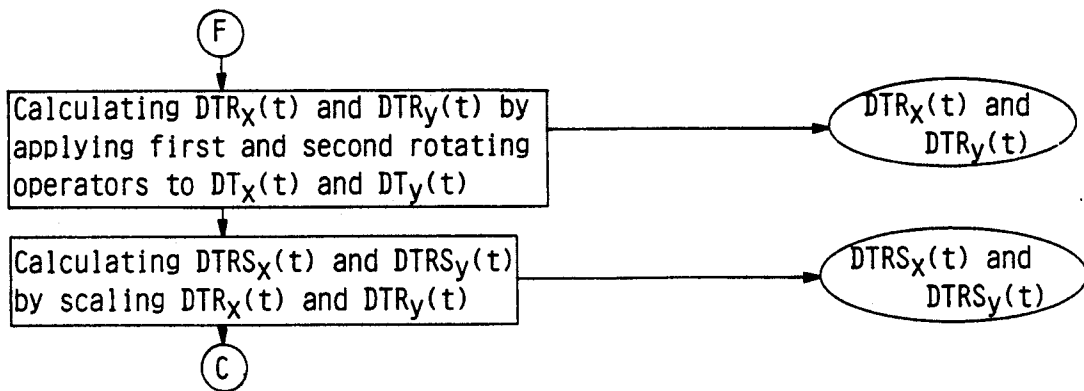 F
Calculating DTRx(t) and DTRy(t) by
applying first and second rotating
operators to DTx(t) and DTy(t)
DTRx(t) and
DTRy(t)
Calculating DTRSx(t) and DTRSy(t)
by scaling DTRx(t) and DTRy(t)
DTRSx(t) and
DTRSy(t)
C